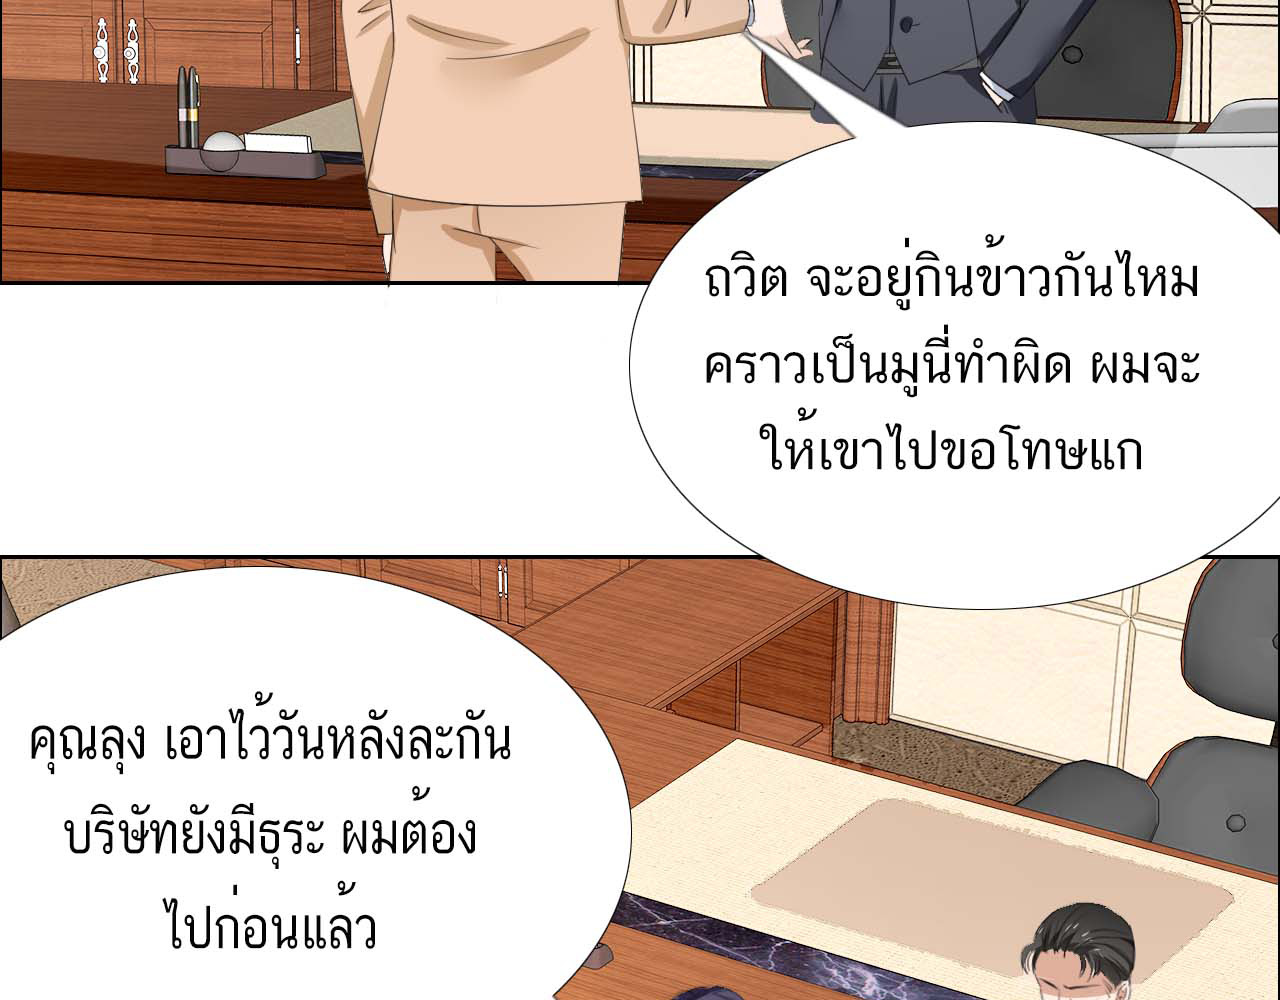 ถวิต จะอยู่กินข้าวกันไหม
คราวเป็นมูนี่ทำผิด ผมจะ
ให้เขาไปขอโทษแก
คุณลุง เอาไว้วันหลังละกัน
บริษัทยังมีธุระ ผมต้อง
ไปก่อนแล้ว